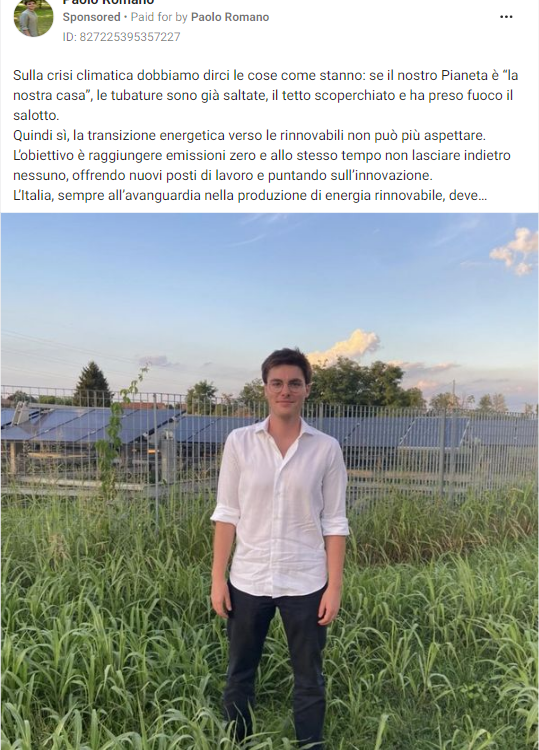 Paolo Romano
Sponsored • Paid for by Paolo Romano
ID: 827225395357227
Sulla crisi climatica dobbiamo dirci le cose come stanno: se il nostro Pianeta è “la
nostra casa”, le tubature sono già saltate, il tetto scoperchiato e ha preso fuoco il
salotto.
Quindi sì, la transizione energetica verso le rinnovabili non può più aspettare.
L’obiettivo è raggiungere emissioni zero e allo stesso tempo non lasciare indietro
nessuno, offrendo nuovi posti di lavoro e puntando sull’innovazione.
L’Italia, sempre all’avanguardia nella produzione di energia rinnovabile, deve…